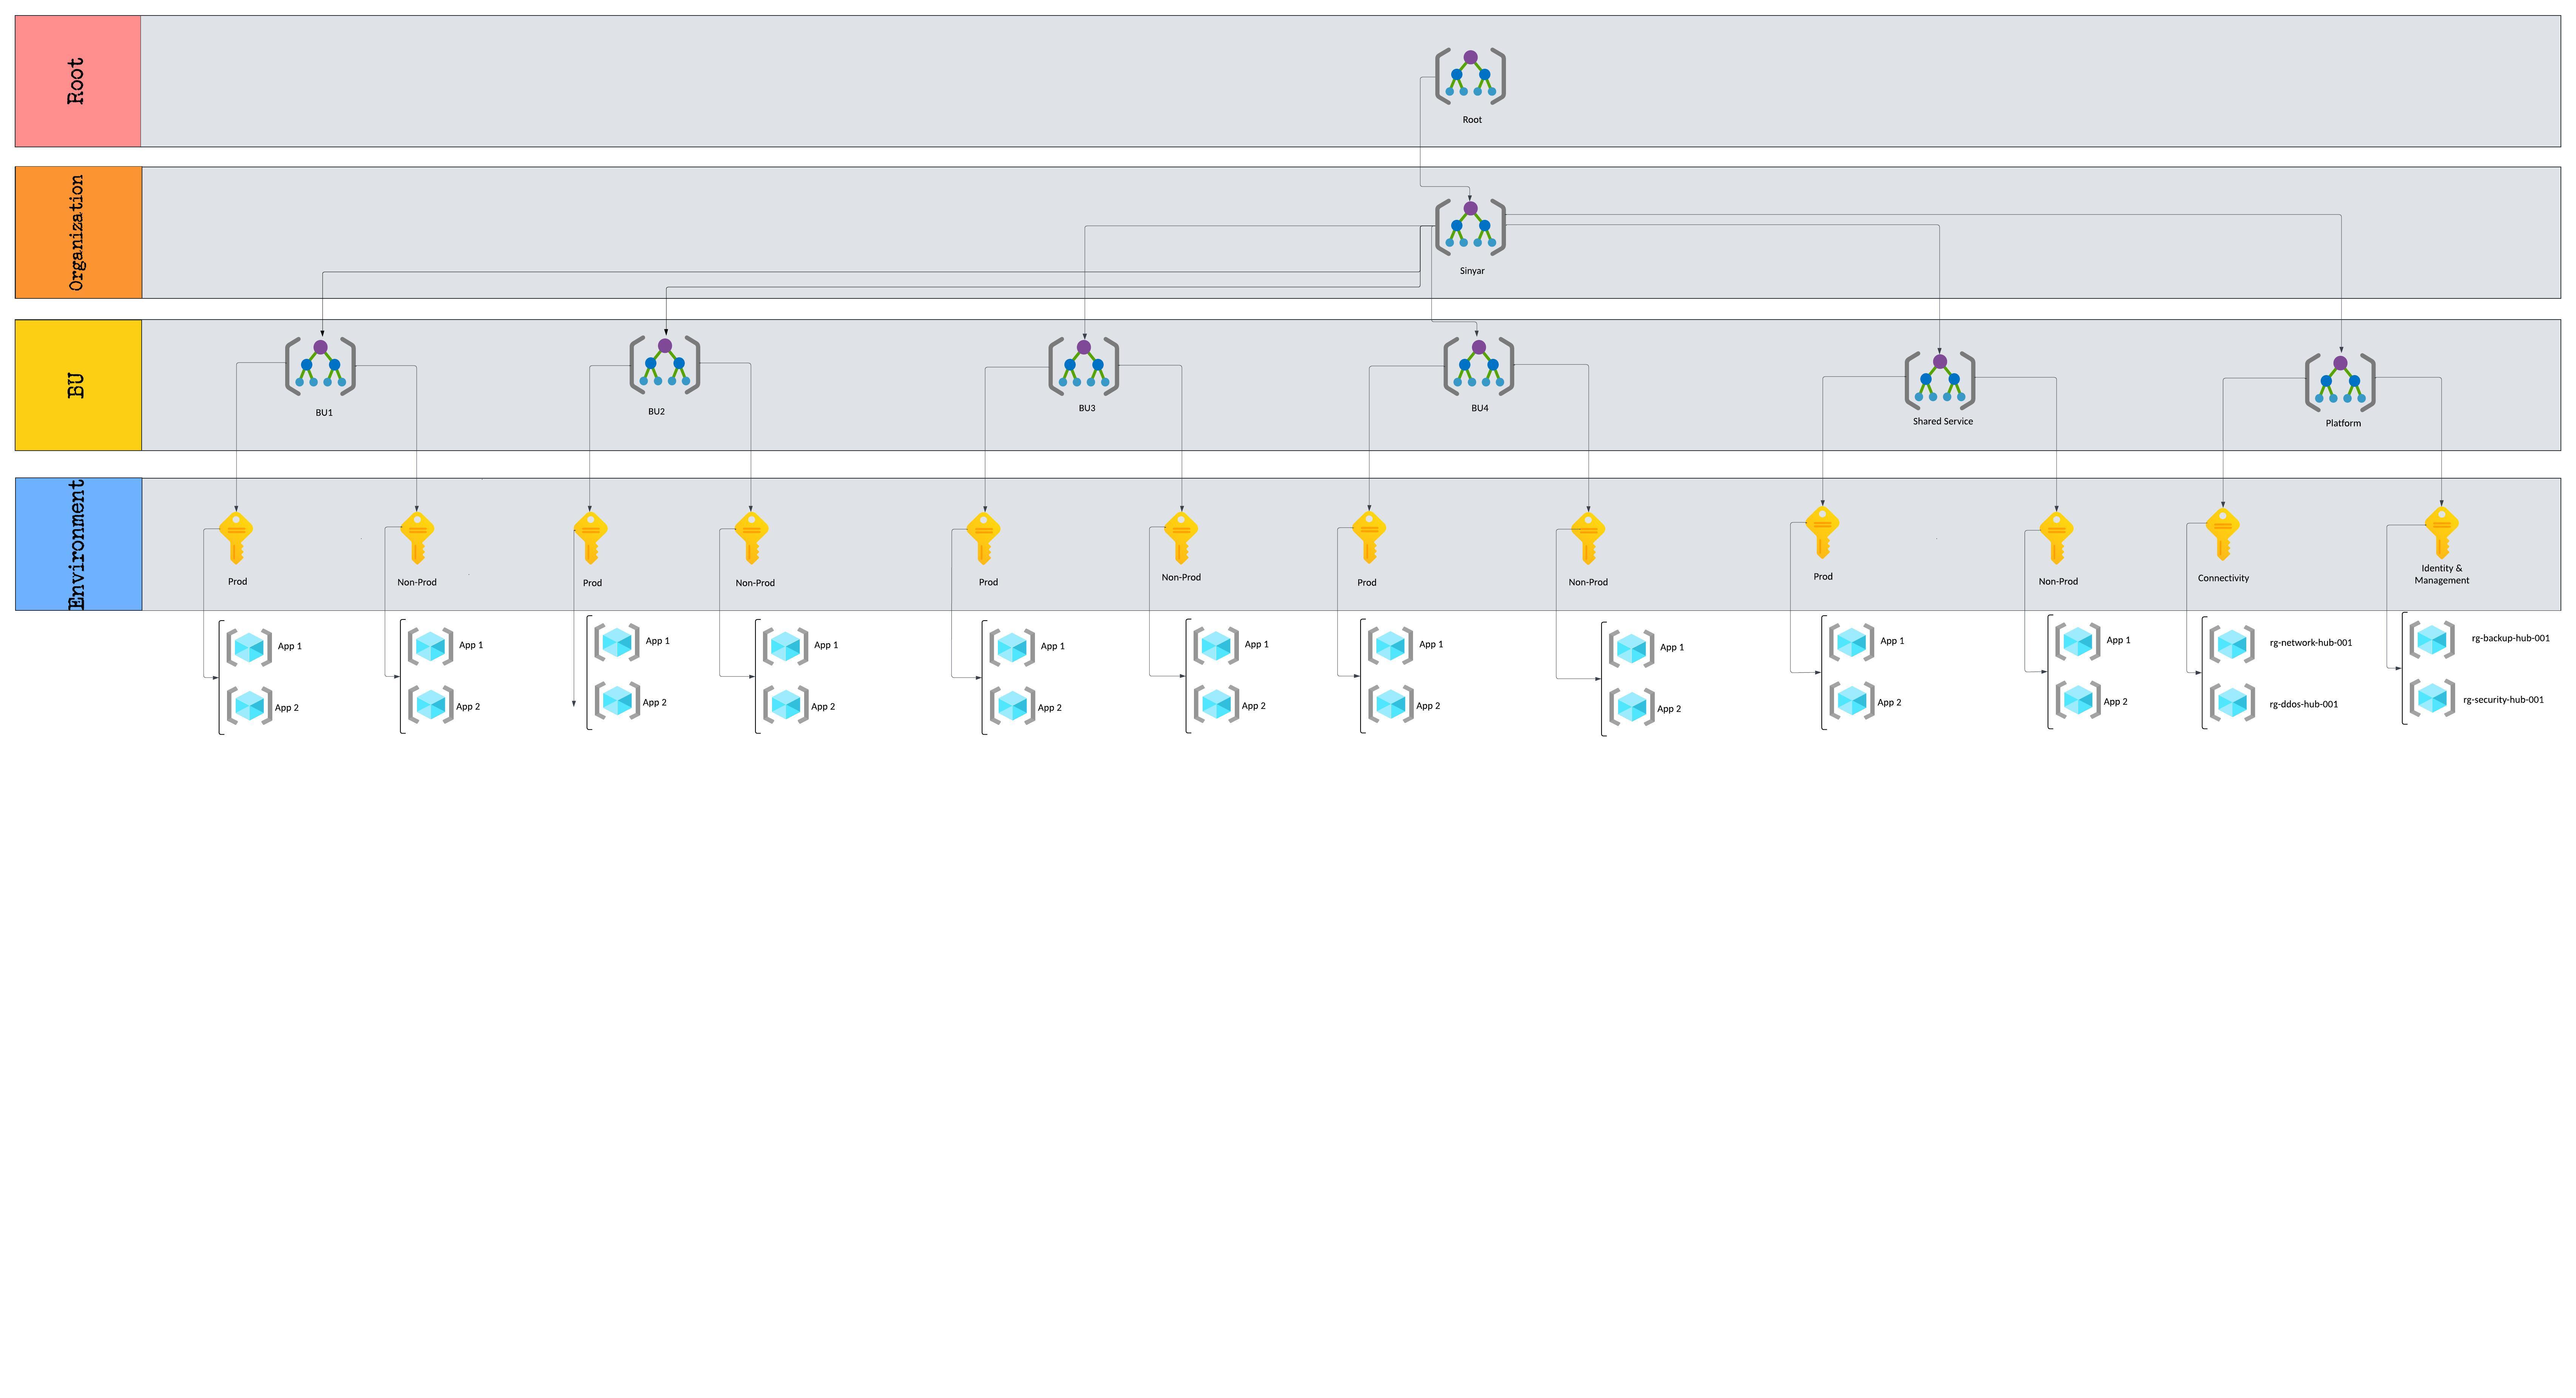 Root
Root
Organization
Sinyar
BU
BU1
BU2
BU3
BU4
Shared Service
Platform
Environment
Prod
Non-Prod
Prod
Non-Prod
Prod
Non-Prod
Prod
Non-Prod
Prod
Non-Prod
Connectivity
Identity &
Management
App 1
App 2
App 1
App 2
App 1
App 2
App 1
App 2
App 1
App 2
App 1
App 2
App 1
App 2
App 1
App 2
App 1
App 2
App 1
App 2
rg-network-hub-001
rg-ddos-hub-001
rg-backup-hub-001
rg-security-hub-001